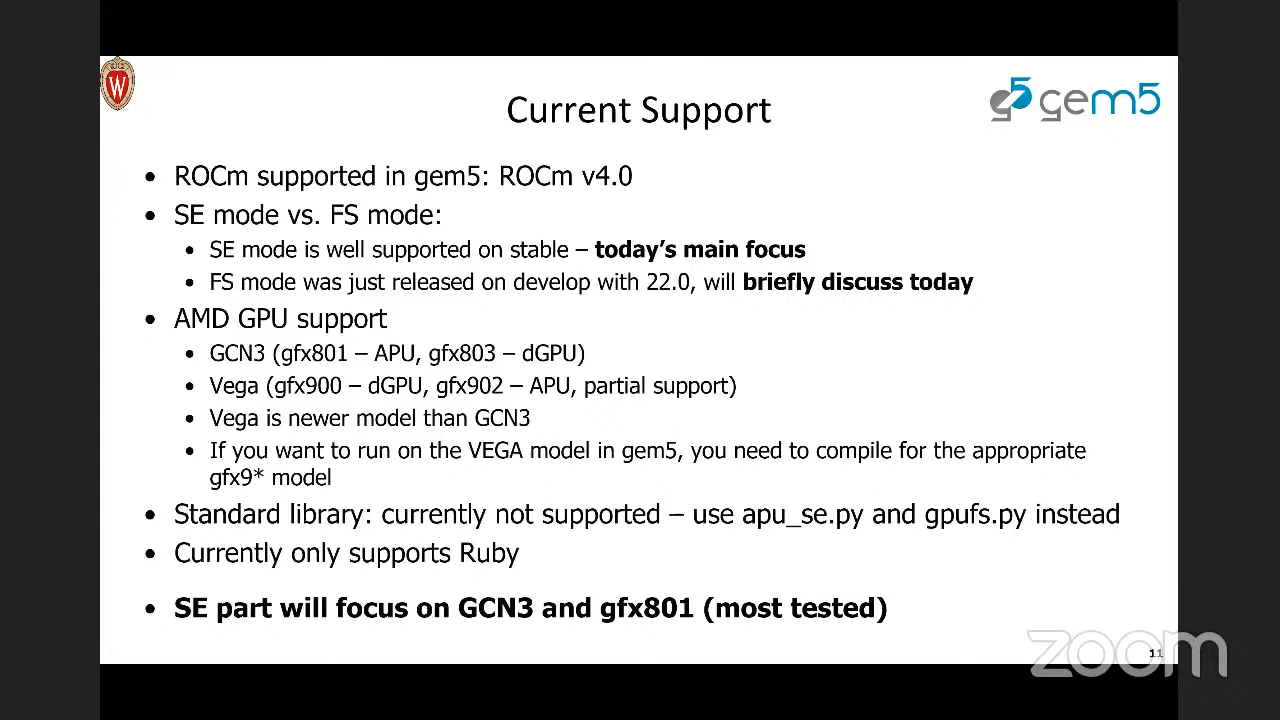 W
gem5
Current Support
• ROCm supported in gem5: ROCm v4.0
• SE mode vs. FS mode:
• SE mode is well supported on stable – today's main focus
• FS mode was just released on develop with 22.0, will briefly discuss today
• AMD GPU support
• GCN3 (gfx801 – APU, gfx803 – dGPU)
• Vega (gfx900 – dGPU, gfx902 – APU, partial support)
• Vega is newer model than GCN3
• If you want to run on the VEGA model in gem5, you need to compile for the appropriate
gfx9* model
• Standard library: currently not supported – use apu_se.py and gpufs.py instead
• Currently only supports Ruby
• SE part will focus on GCN3 and gfx801 (most tested)
zoom
11